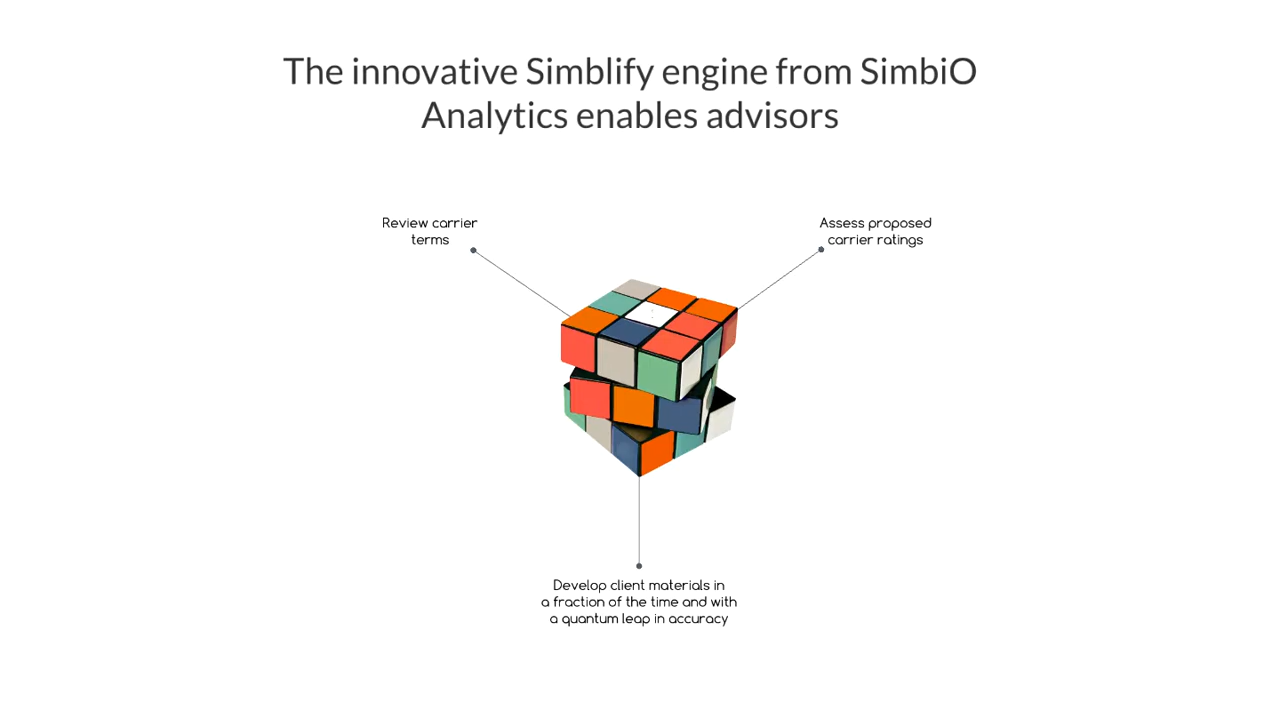 The innovative Simblify engine from SimbiO
Analytics enables advisors
Review carrier
terms
Assess proposed
carrier ratings
Develop client materials in
a fraction of the time and with
a quantum leap in accuracy